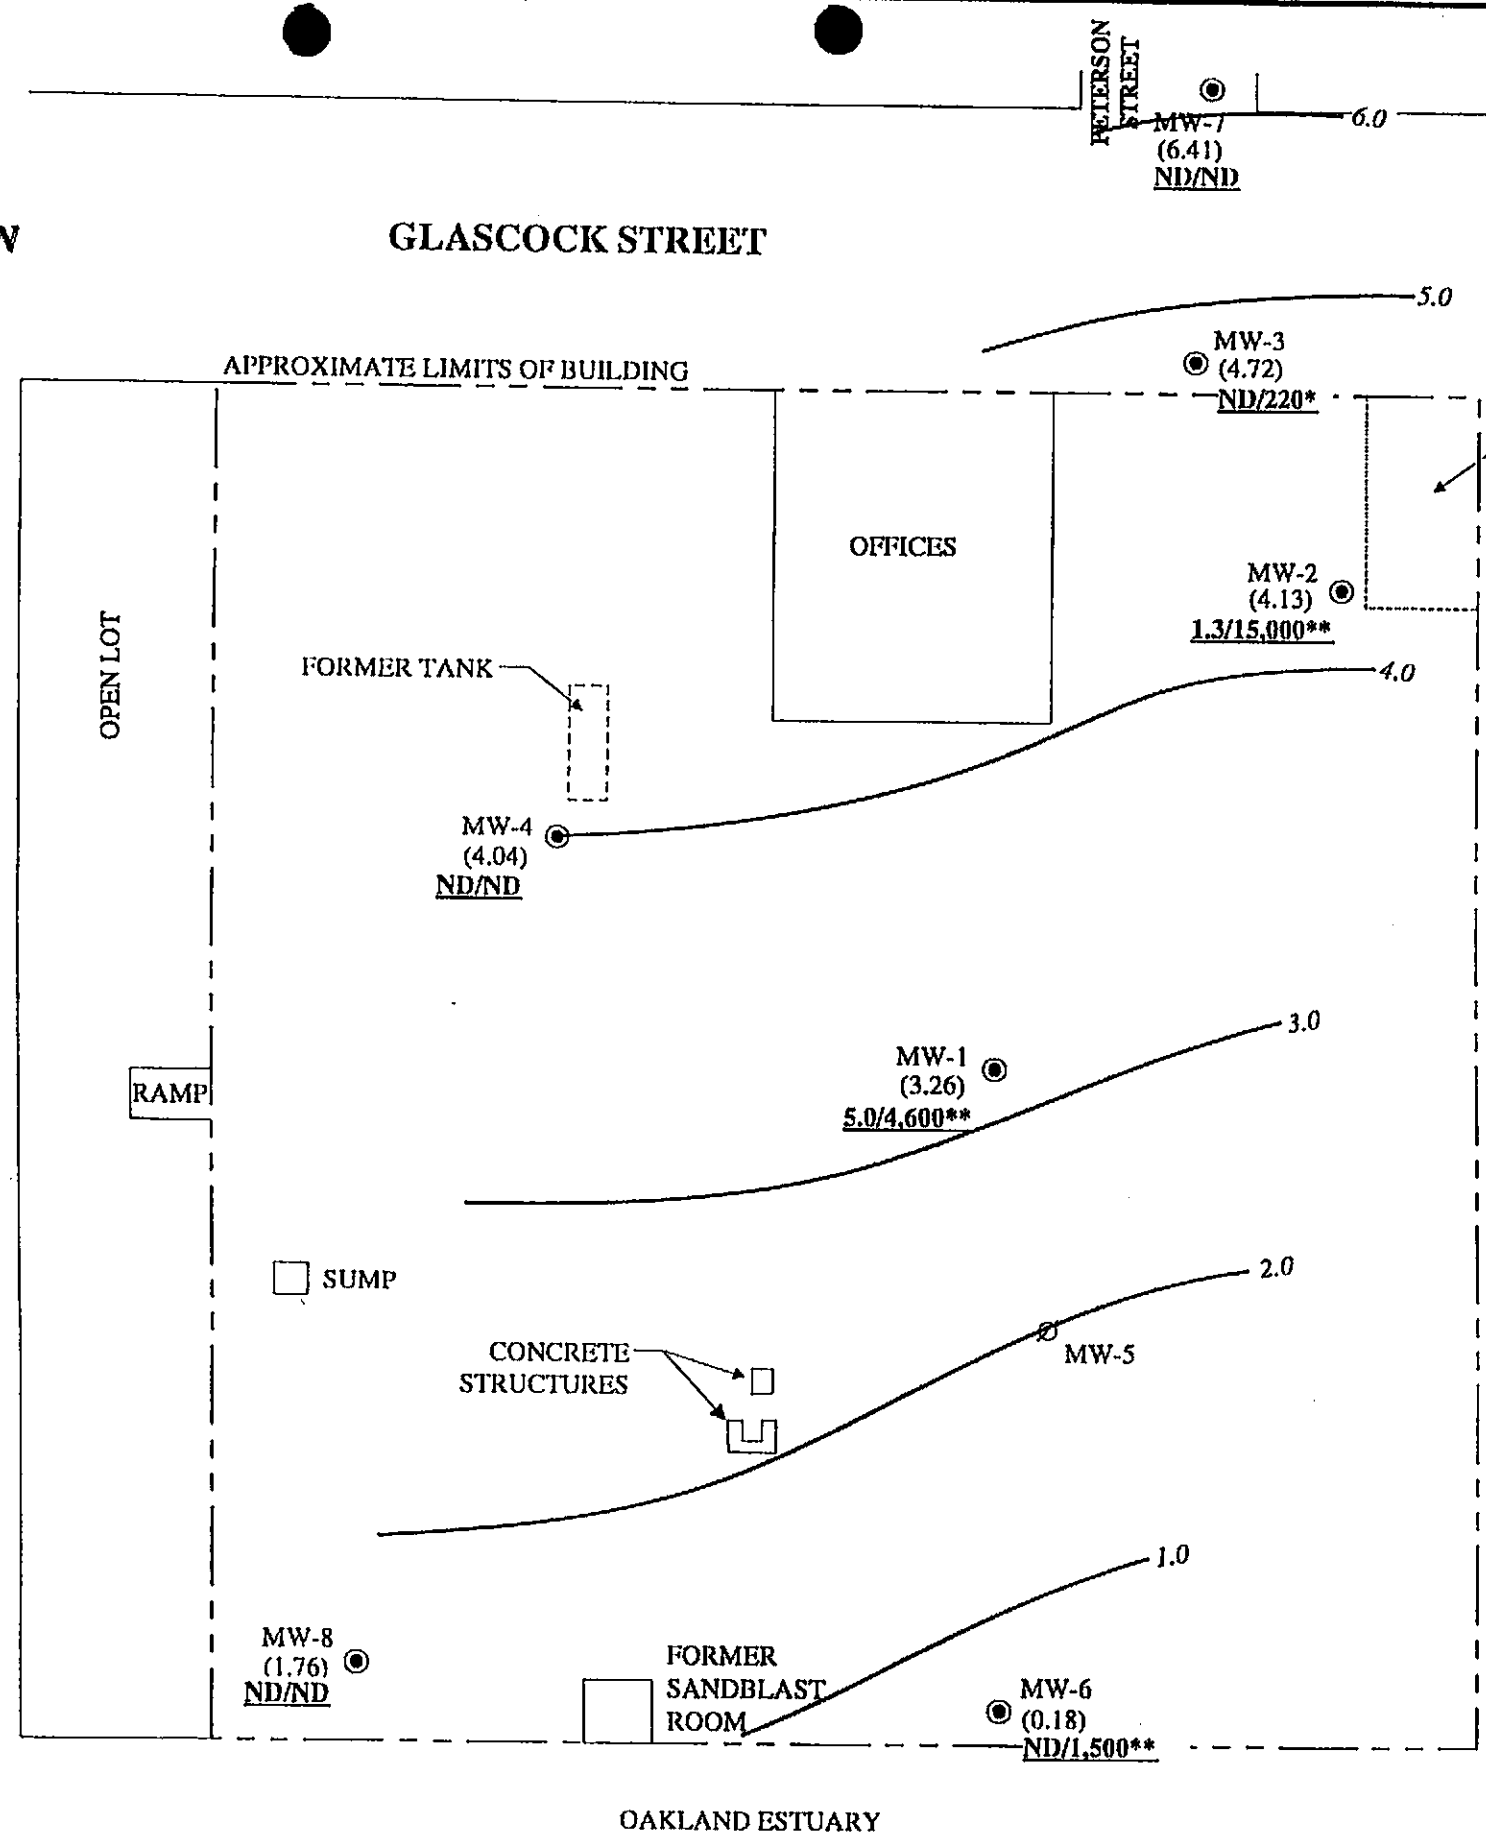 PETERSON
STREET
MW-7
(6.41)
ND/ND
6.0
GLASCOCK STREET
5.0
MW-3
(4.72)
ND/220*
APPROXIMATE LIMITS OF BUILDING
OFFICES
MW-2
(4.13)
1.3/15,000**
OPEN LOT
FORMER TANK
4.0
MW-4
(4.04)
ND/ND
3.0
MW-1
(3.26)
5.0/4,600**
RAMP
SUMP
2.0
MW-5
CONCRETE
STRUCTURES
1.0
MW-8
(1.76)
ND/ND
FORMER
SANDBLAST
ROOM
MW-6
(0.18)
ND/1,500**
OAKLAND ESTUARY